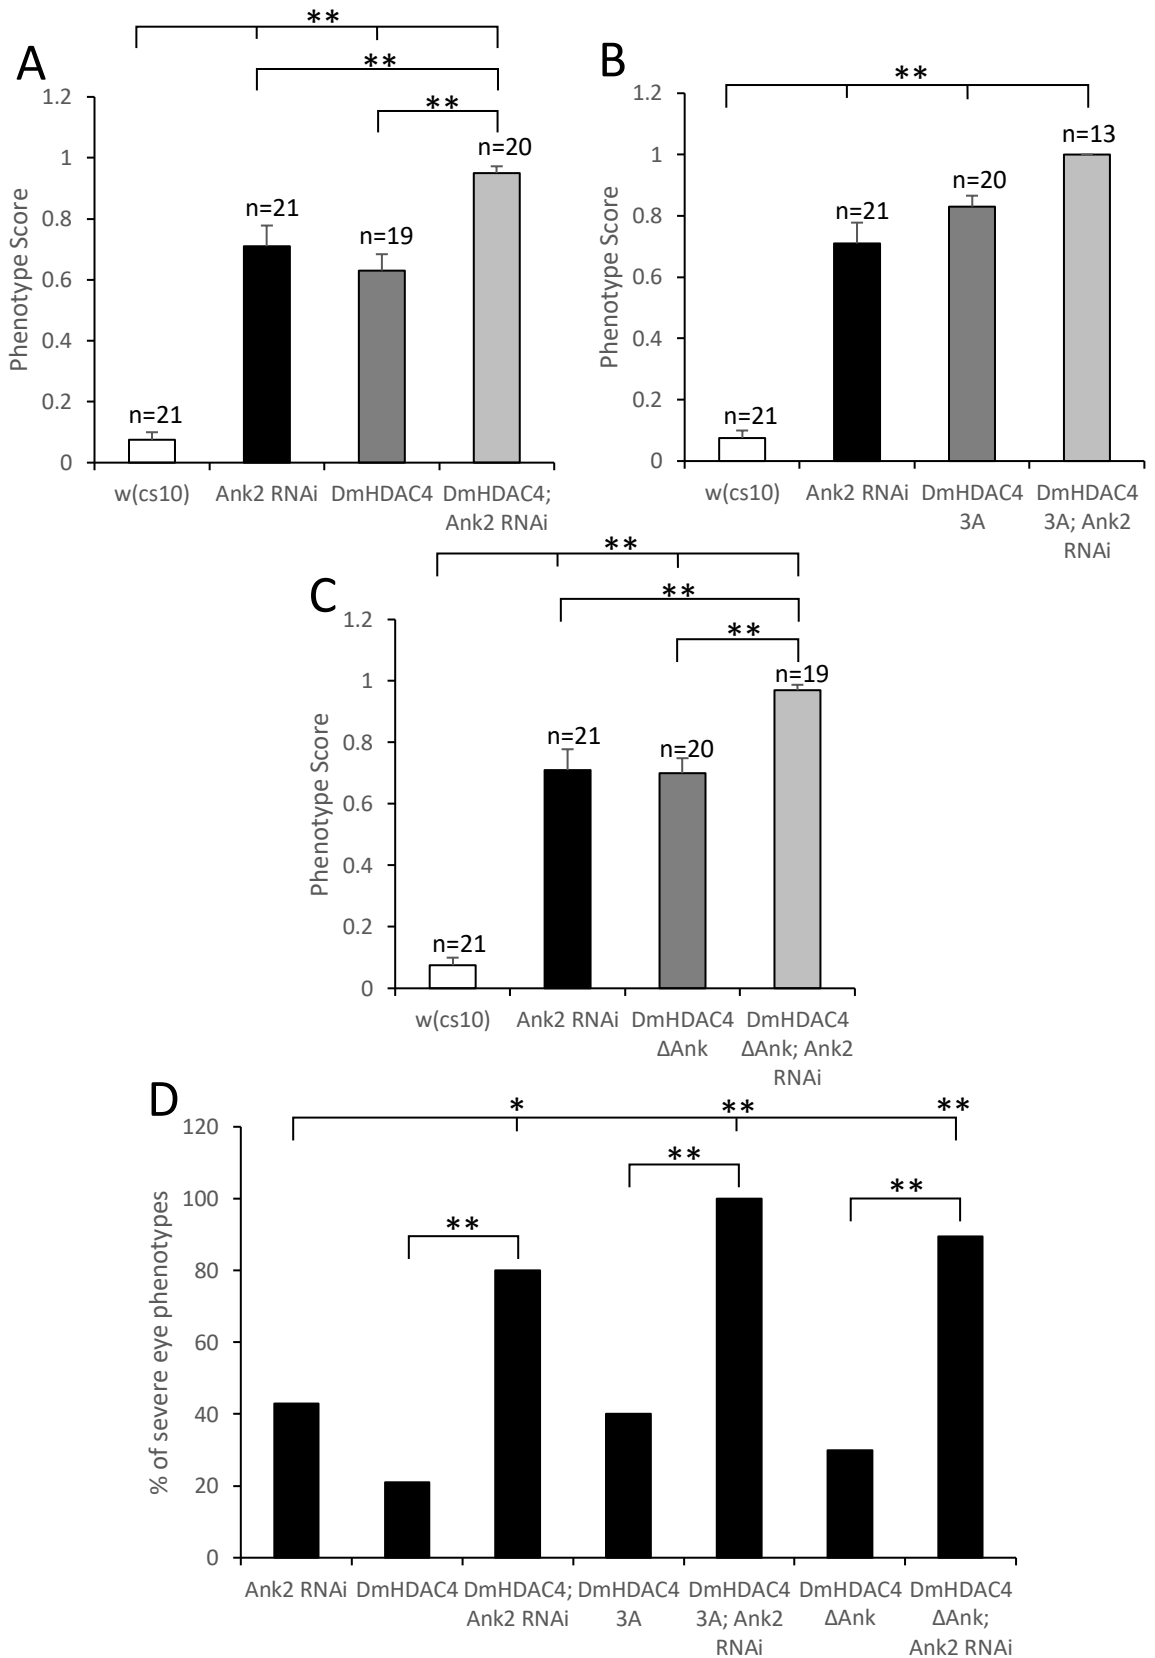 **
A
**
**
1.2
1
0.8
0.6
0.4
0.2
0
Phenotype Score
n=21
n=21
n=19
n=20
w(cs10)
Ank2 RNAi
DmHDAC4
DmHDAC4;
Ank2 RNAi
B
**
1.2
1
0.8
0.6
0.4
0.2
0
Phenotype Score
n=21
n=21
n=20
n=13
w(cs10)
Ank2 RNAi
DmHDAC4
3A
DmHDAC4
3A; Ank2
RNAi
C
**
**
**
1.2
1
0.8
0.6
0.4
0.2
0
Phenotype Score
n=21
n=21
n=20
n=19
w(cs10)
Ank2 RNAi
DmHDAC4
ΔAnk
DmHDAC4
ΔAnk; Ank2
RNAi
D
*
**
**
**
**
**
120
100
80
60
40
20
0
% of severe eye phenotypes
Ank2 RNAi
DmHDAC4
DmHDAC4;
Ank2 RNAi
DmHDAC4
3A
DmHDAC4
3A; Ank2
RNAi
DmHDAC4
ΔAnk
DmHDAC4
ΔAnk;
Ank2 RNAi